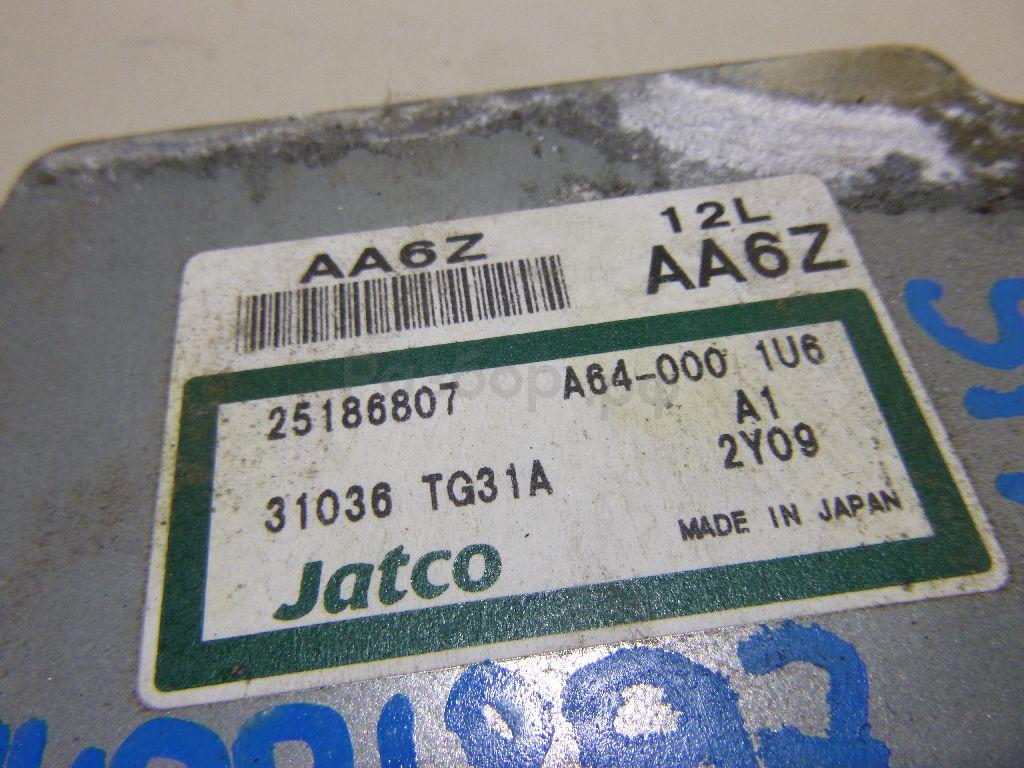 AA6Z 12L
AA6Z
25186807 A64-000 1U6
A1
31036 TG31A 2Y09
MADE IN JAPAN
Jatco